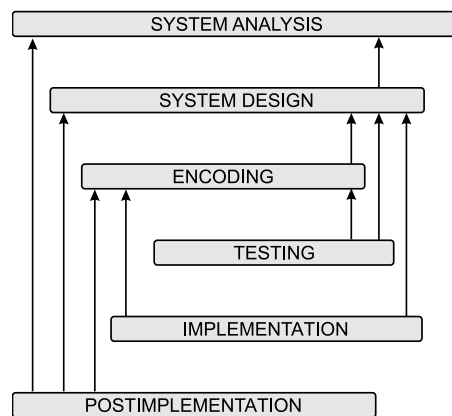 SYSTEM ANALYSIS
SYSTEM DESIGN
ENCODING
TESTING
IMPLEMENTATION
POSTIMPLEMENTATION